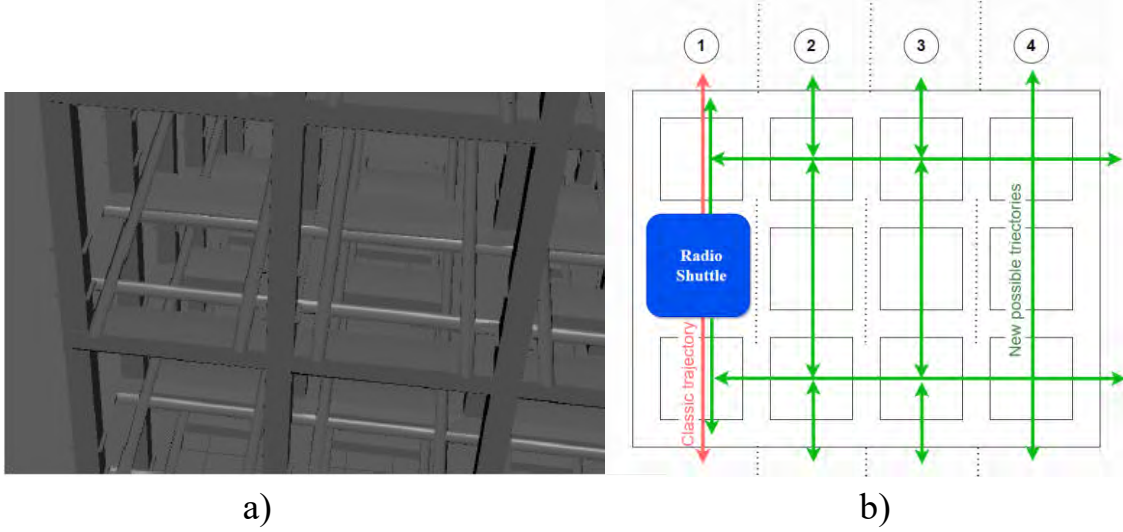 1 2 3 4
Radio
Shuttle
Classic trajectory
New possible triectories
a) b)